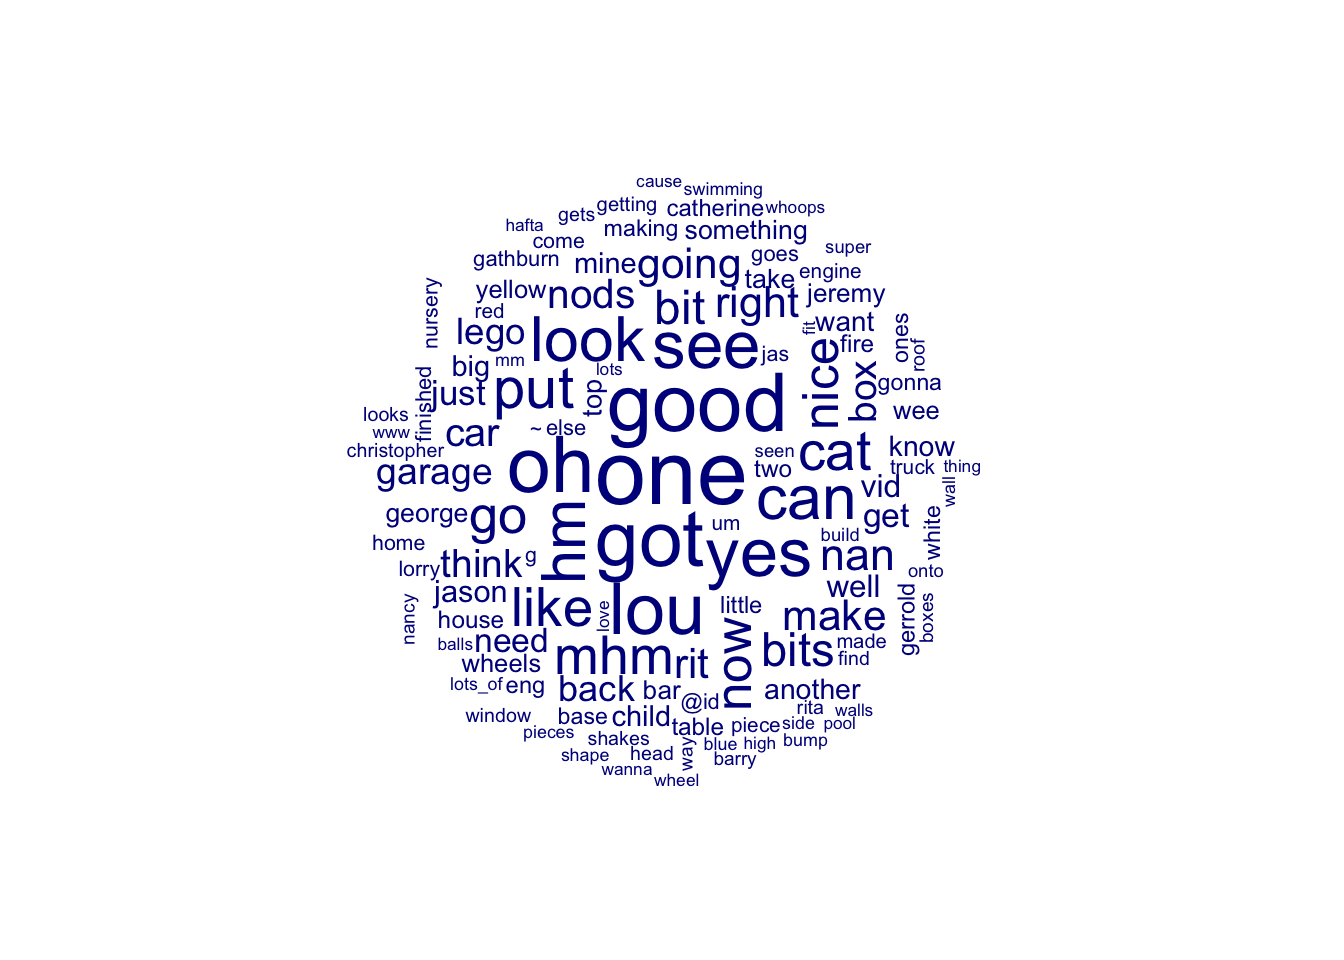 cause
swimming
getting
catherine
whoops
gets
hafta
making
something
come
super
gathburn
mine
going
goes
take
engine
nursery
yellow
nods
bit
right
jeremy
red
lego
look
see
jas
fit
want
fire
ones
roof
nice
big
mm
lots
box
gonna
just
put
top
good
wee
finished
looks
www
car
~
else
christopher
oh
one
seen
two
cat
know
truck
thing
garage
can
vid
wall
george
go
hm
got
um
yes
get
build
white
home
nan
lorry
think
g
onto
jason
like
love
lou
little
well
make
gerrold
boxes
nancy
house
balls
need
now
bits
made
find
wheels
mhm
rit
lots_of
eng
back
bar
@id
another
rita
walls
window
base
child
table
piece
side
pool
pieces
shakes
way
blue
high
bump
shape
head
barry
wanna
wheel